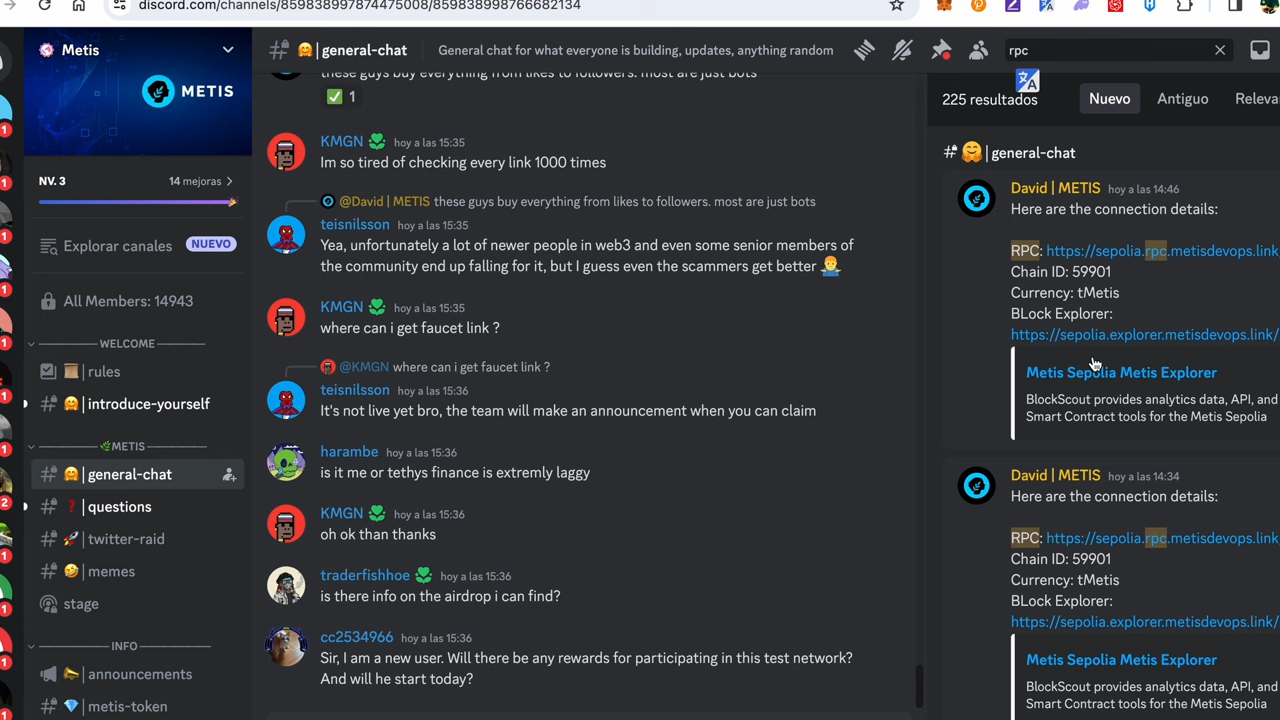 discord.com/channels/859838997874475008/859838998766682134
Metis
METIS
NV. 3
14 mejoras
Explorar canales
NUEVO
All Members: 14943
WELCOME
rules
introduce-yourself
METIS
general-chat
questions
twitter-raid
memes
stage
INFO
announcements
metis-token
general-chat
General chat for what everyone is building, updates, anything random
these guys buy everything from likes to followers. most are just bots
1
KMGN hoy a las 15:35
Im so tired of checking every link 1000 times
@David | METIS these guys buy everything from likes to followers. most are just bots
teisnilsson hoy a las 15:35
Yea, unfortunately a lot of newer people in web3 and even some senior members of
the community end up falling for it, but I guess even the scammers get better
KMGN hoy a las 15:35
where can i get faucet link ?
@KMGN where can i get faucet link ?
teisnilsson hoy a las 15:36
It's not live yet bro, the team will make an announcement when you can claim
harambe hoy a las 15:36
is it me or tethys finance is extremly laggy
KMGN hoy a las 15:36
oh ok than thanks
traderfishhoe hoy a las 15:36
is there info on the airdrop i can find?
cc2534966 hoy a las 15:36
Sir, I am a new user. Will there be any rewards for participating in this test network?
And will he start today?
rpc
225 resultados
Nuevo
Antiguo
Releva
general-chat
David | METIS hoy a las 14:46
Here are the connection details:
RPC: https://sepolia.rpc.metisdevops.link
Chain ID: 59901
Currency: tMetis
BLock Explorer:
https://sepolia.explorer.metisdevops.link/
Metis Sepolia Metis Explorer
BlockScout provides analytics data, API, and
Smart Contract tools for the Metis Sepolia
David | METIS hoy a las 14:34
Here are the connection details:
RPC: https://sepolia.rpc.metisdevops.link
Chain ID: 59901
Currency: tMetis
BLock Explorer:
https://sepolia.explorer.metisdevops.link/
Metis Sepolia Metis Explorer
BlockScout provides analytics data, API, and
Smart Contract tools for the Metis Sepolia